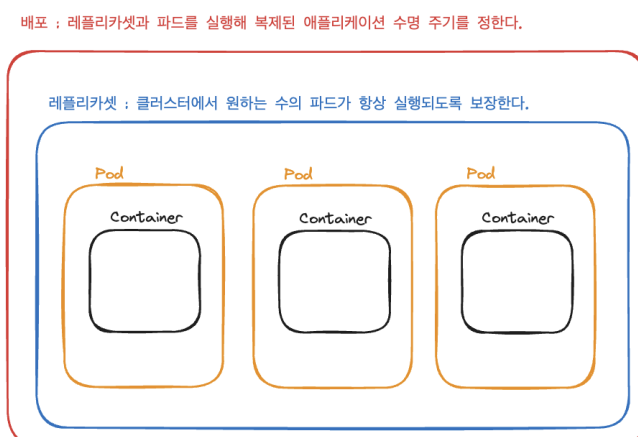 배포 : 레플리카셋과 파드를 실행해 복제된 애플리케이션 수명 주기를 정한다.
레플리카셋 ; 클러스터에서 원하는 수의 파드가 항상 실행되도록 보장한다.
Pod Pod Pod
Container Container Container